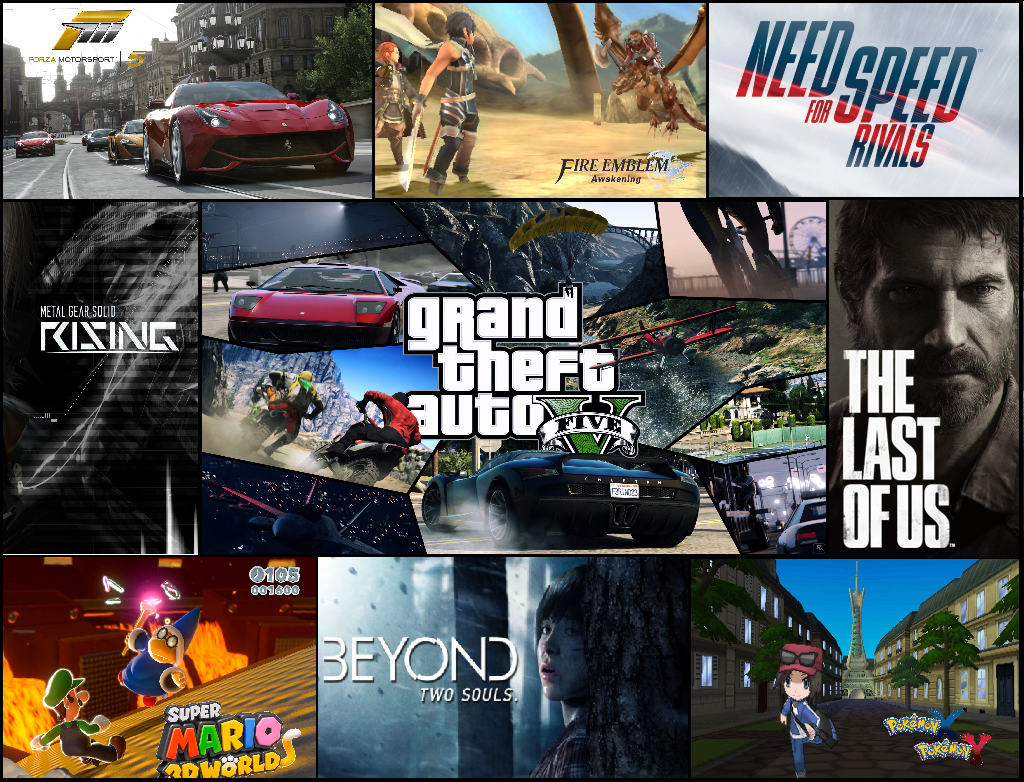 FORZA MOTORSPORT 5
FIRE EMBLEM
Awakening
NEED
FOR SPEED
RIVALS
METAL GEAR SOLID
RISING
grand
theft
auto V
FIVE
THE
LAST
OF US
105
001600
SUPER
MARIO
3D WORLD
BEYOND
TWO SOULS.
POKÉMON X
POKÉMON Y